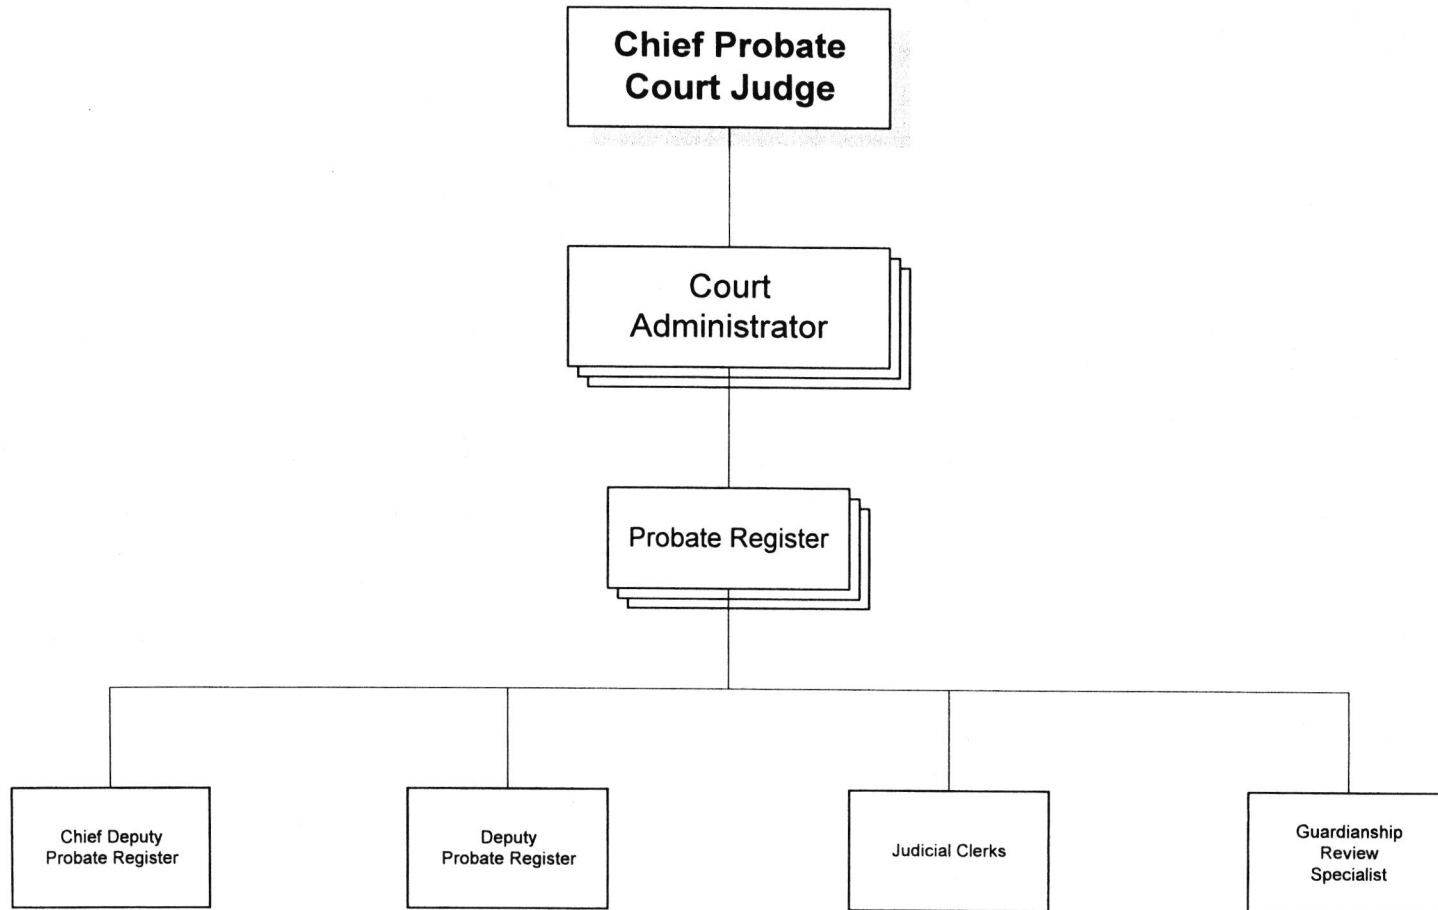 Chief Probate
Court Judge
Court
Administrator
Probate Register
Chief Deputy
Probate Register
Deputy
Probate Register
Judicial Clerks
Guardianship
Review
Specialist